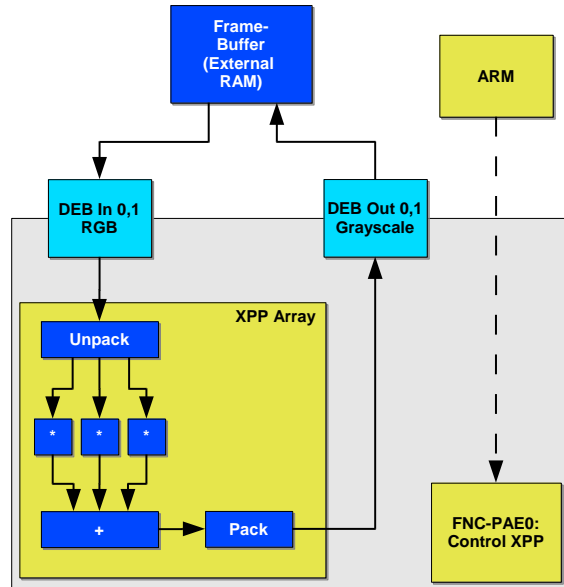 Frame-
Buffer
(External
RAM)
ARM
DEB In 0,1
RGB
DEB Out 0,1
Grayscale
XPP Array
Unpack
*
*
*
+
Pack
FNC-PAE0:
Control XPP